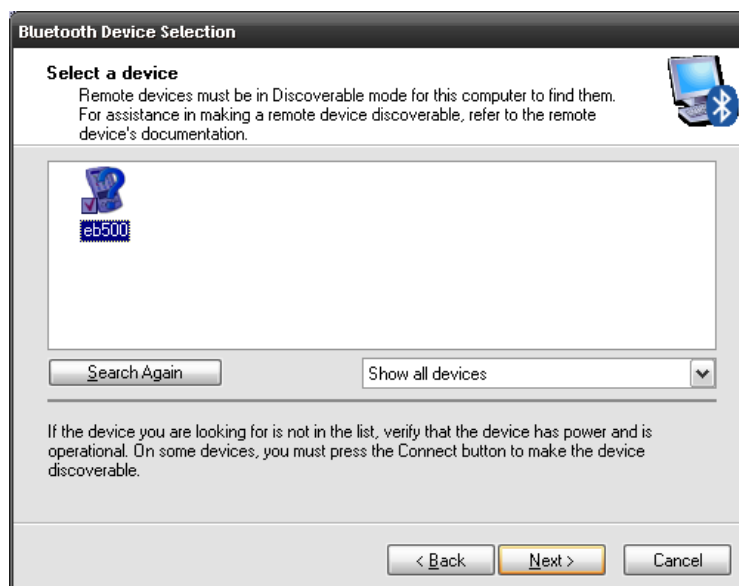 Bluetooth Device Selection
Select a device
Remote devices must be in Discoverable mode for this computer to find them.
For assistance in making a remote device discoverable, refer to the remote
device's documentation.
eb500
Search Again
Show all devices
If the device you are looking for is not in the list, verify that the device has power and is
operational. On some devices, you must press the Connect button to make the device
discoverable.
< Back
Next >
Cancel